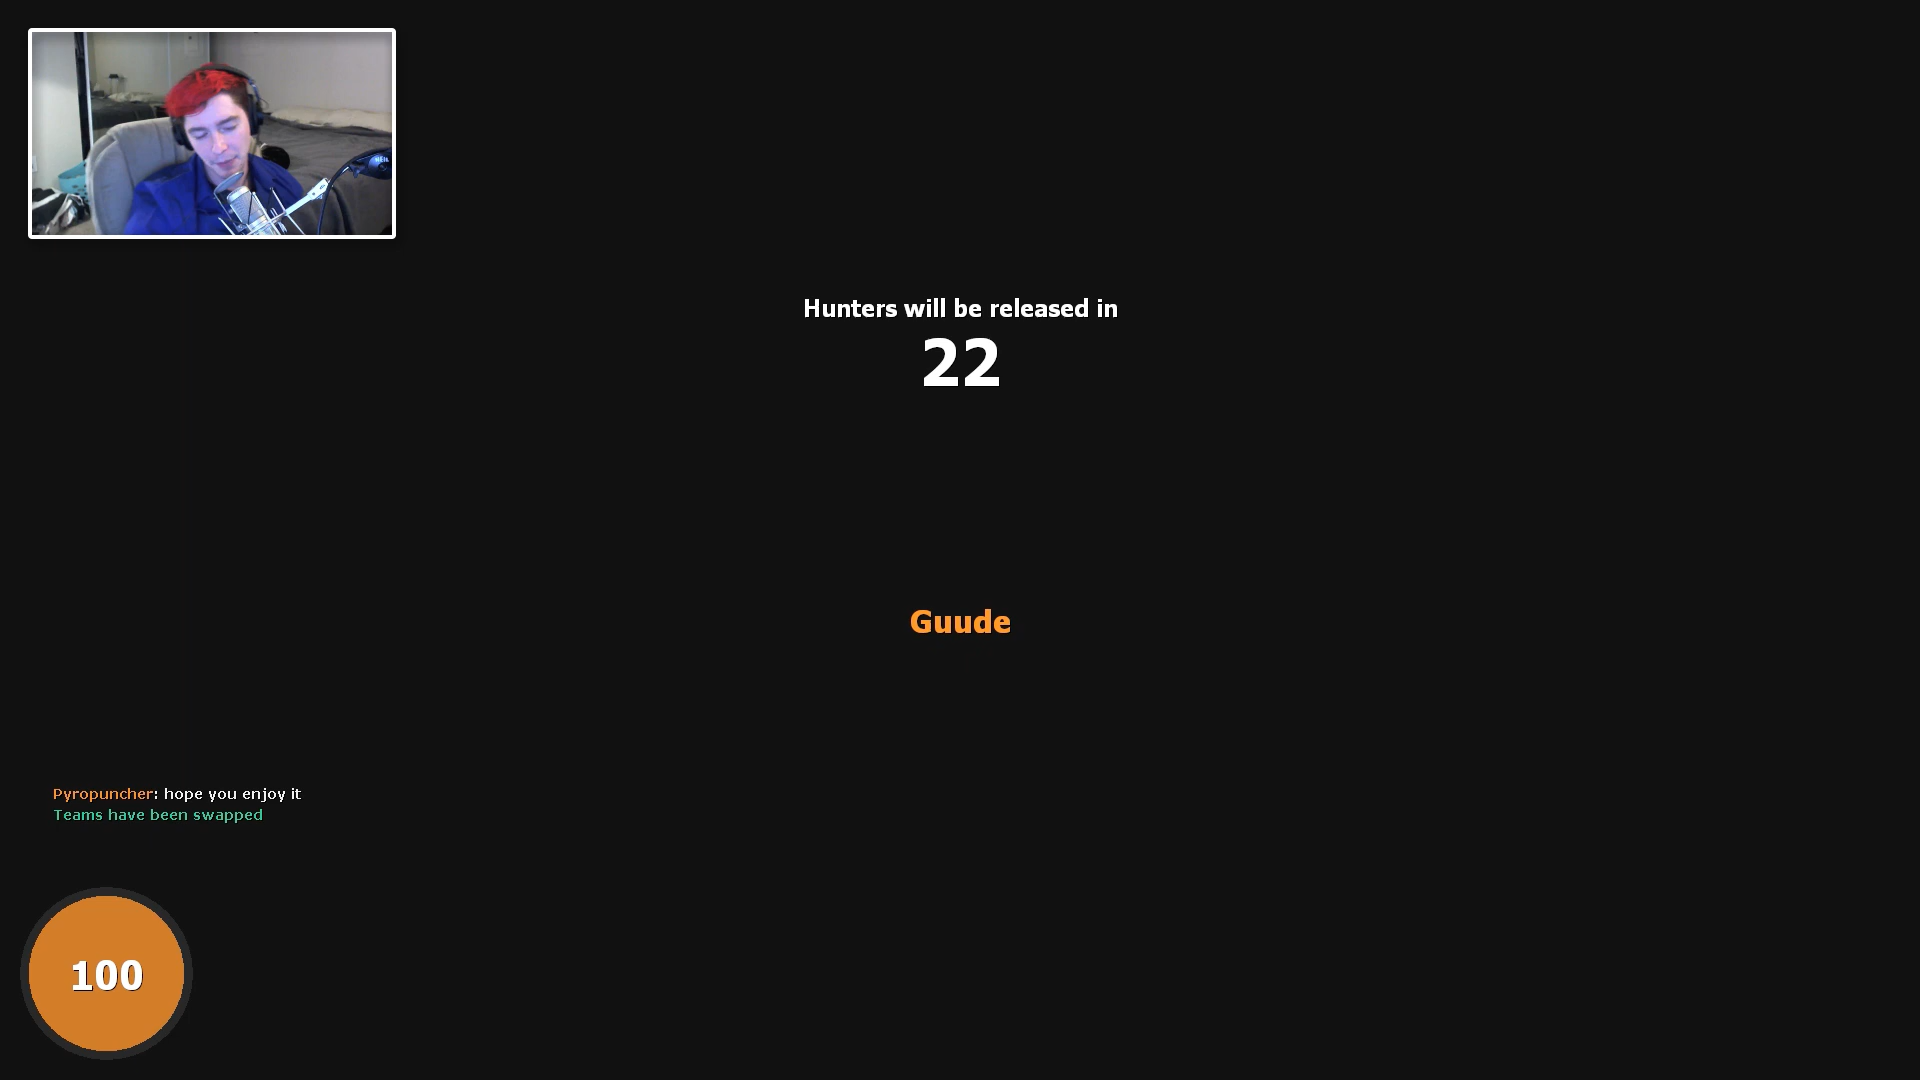 Hunters will be released in
22
Guude
Pyropuncher: hope you enjoy it
Teams have been swapped
100